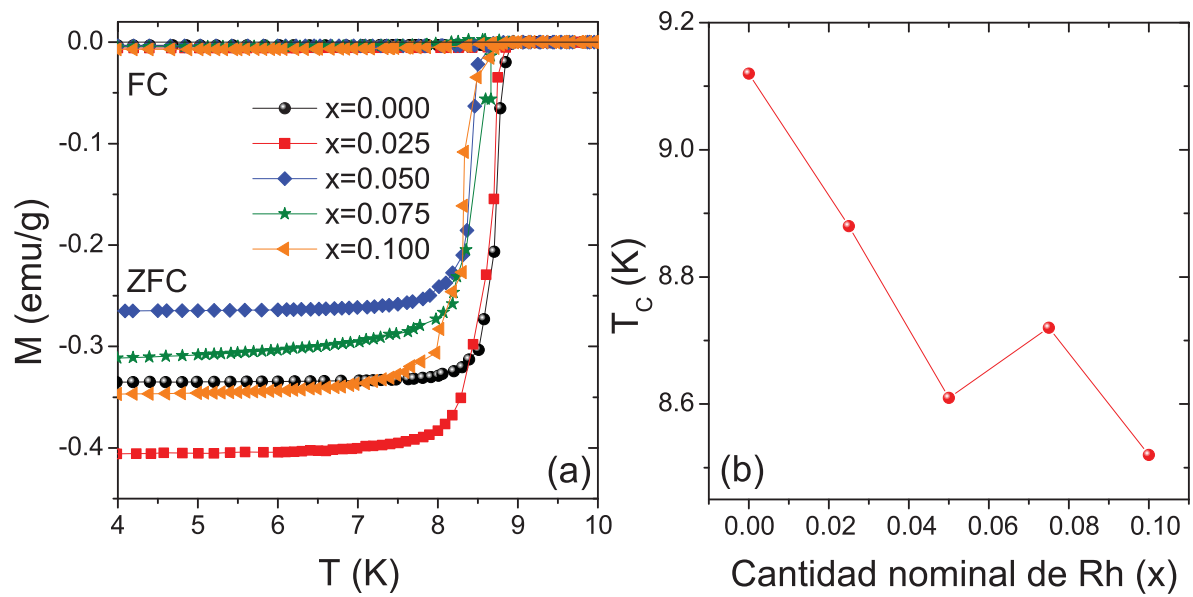 0.0
-0.1
-0.2
-0.3
-0.4
M (emu/g)
FC
x=0.000
x=0.025
x=0.050
x=0.075
x=0.100
ZFC
(a)
4 5 6 7 8 9 10
T (K)
9.2
9.0
8.8
8.6
T_C (K)
(b)
0.00 0.02 0.04 0.06 0.08 0.10
Cantidad nominal de Rh (x)